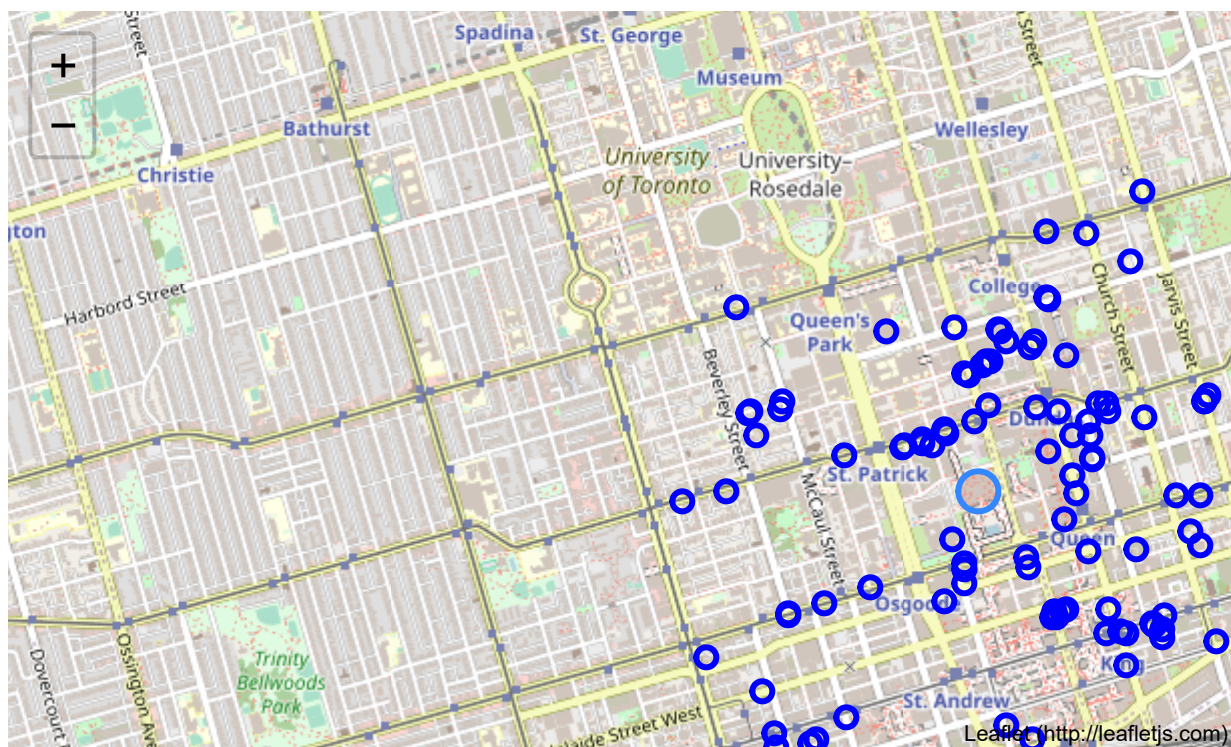 Street
Spadina
St. George
Street
+
Museum
−
Bathurst
Wellesley
University
of Toronto
University–
Rosedale
Christie
gton
Harbord Street
College
Church Street
Jarvis Street
Queen's
Park
Beverley Street
Dund
St. Patrick
McCaul Street
Queen
Osgoode
Ossington Ave
Dovercourt
Trinity
Bellwoods
Park
King
St. Andrew
Adelaide Street West
Leaflet (http://leafletjs.com)